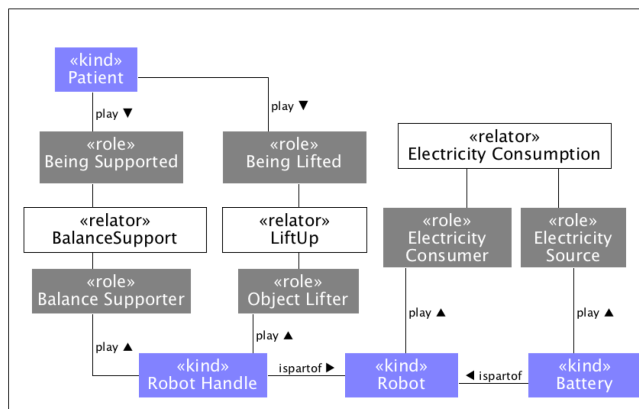 «kind»
Patient
play ▼
play ▼
«role»
Being Supported
«role»
Being Lifted
«relator»
Electricity Consumption
«relator»
BalanceSupport
«relator»
LiftUp
«role»
Electricity
Consumer
«role»
Electricity
Source
«role»
Balance Supporter
«role»
Object Lifter
play ▲
play ▲
play ▲
play ▲
«kind»
Robot Handle
ispartof ▶
«kind»
Robot
◀ ispartof
«kind»
Battery